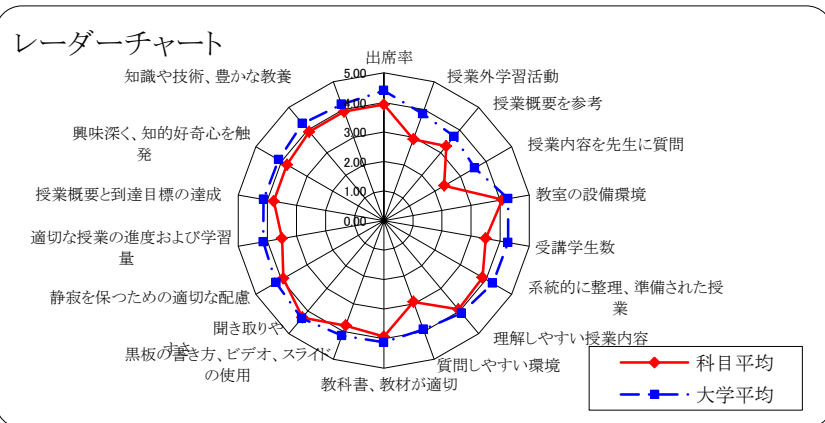 レーダーチャート
出席率
授業外学習活動
授業概要を参考
授業内容を先生に質問
教室の設備環境
受講学生数
系統的に整理、準備された授
業
理解しやすい授業内容
質問しやすい環境
教科書、教材が適切
黒板の書き方、ビデオ、スライド
の使用
聞き取りや
すさ
静寂を保つための適切な配慮
適切な授業の進度および学習
量
授業概要と到達目標の達成
興味深く、知的好奇心を触
発
知識や技術、豊かな教養
5.00
4.00
3.00
2.00
1.00
0.00
科目平均
大学平均